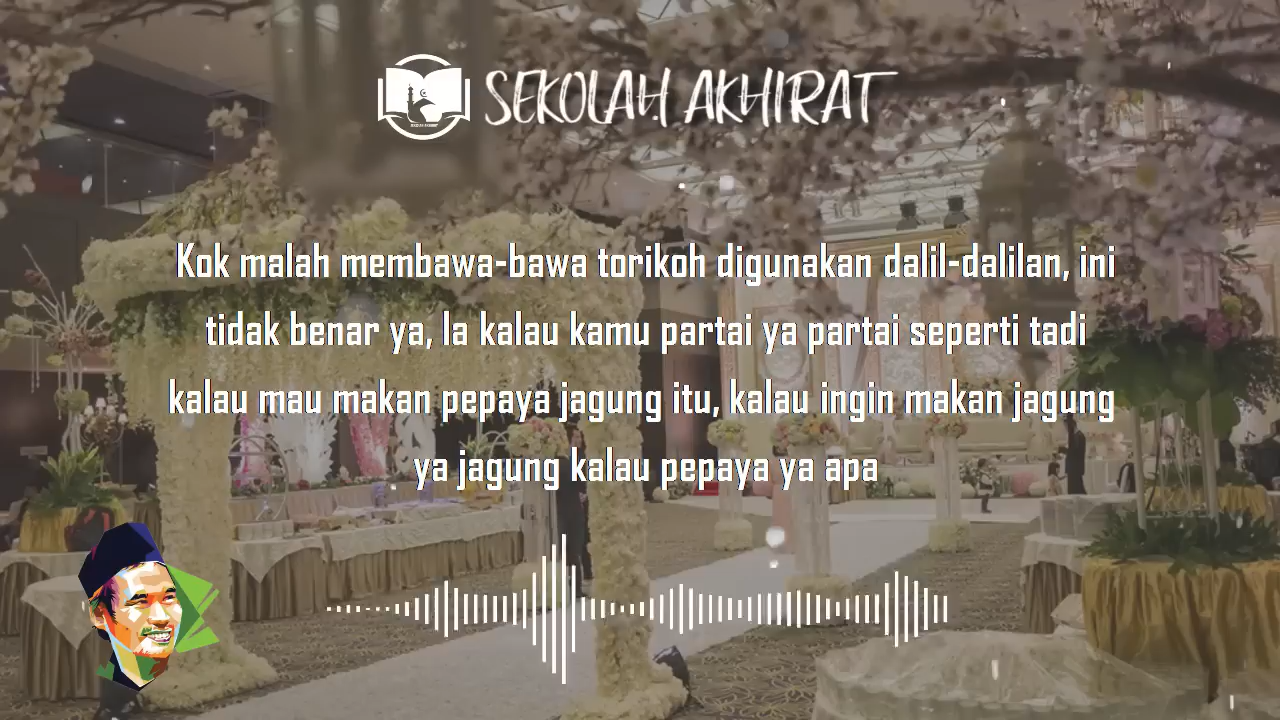 SEKOLAH AKHIRAT
Kok malah membawa-bawa torikoh digunakan dalil-dalilan, ini
tidak benar ya, la kalau kamu partai ya partai seperti tadi
kalau mau makan pepaya jagung itu, kalau ingin makan jagung
ya jagung kalau pepaya ya apa